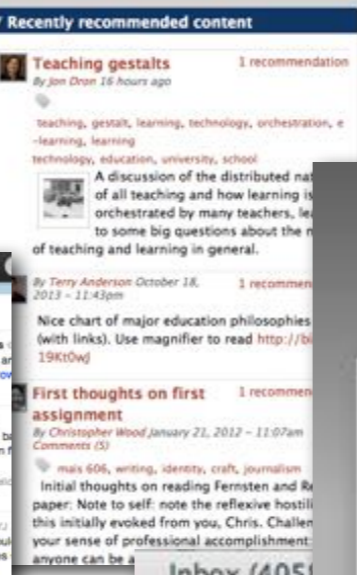 Recently recommended content
Teaching gestalts 1 recommendation
By Jon Dron 16 hours ago
teaching, gestalt, learning, technology, orchestration, e
-learning, learning
technology, education, university, school
A discussion of the distributed nat
of all teaching and how learning is
orchestrated by many teachers, lea
to some big questions about the n
of teaching and learning in general.
By Terry Anderson October 18, 1 recommen
2013 - 11:43pm
Nice chart of major education philosophies
(with links). Use magnifier to read http://bi
19Kt0wJ
First thoughts on first 1 recommen
assignment
By Christopher Wood January 21, 2012 - 11:07am
Comments (5)
mais 606, writing, identity, craft, journalism
Initial thoughts on reading Fernsten and Re
paper: Note to self: note the reflexive hostili
this initially evoked from you, Chris. Challen
your sense of professional accomplishment
anyone can be a
Inbox (405